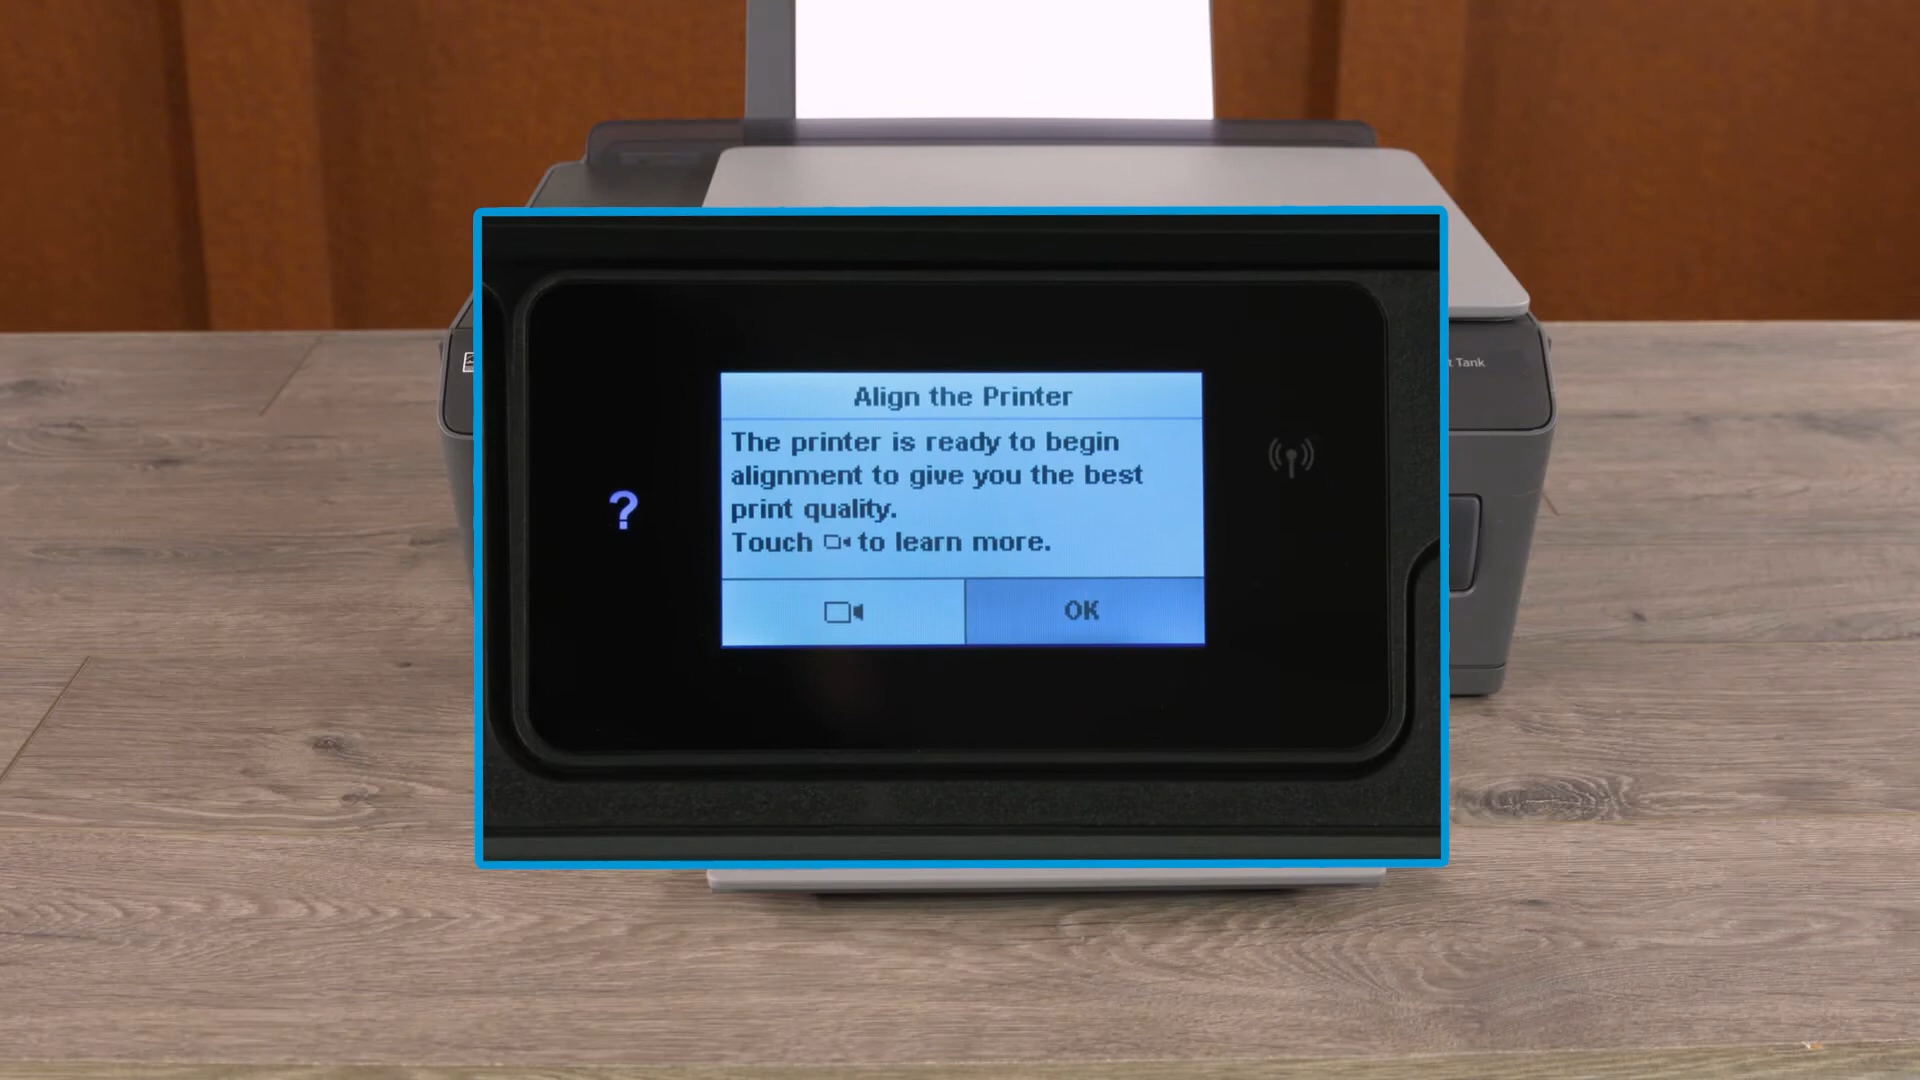 Align the Printer
The printer is ready to begin
alignment to give you the best
print quality.
Touch to learn more.
OK
?
Tank